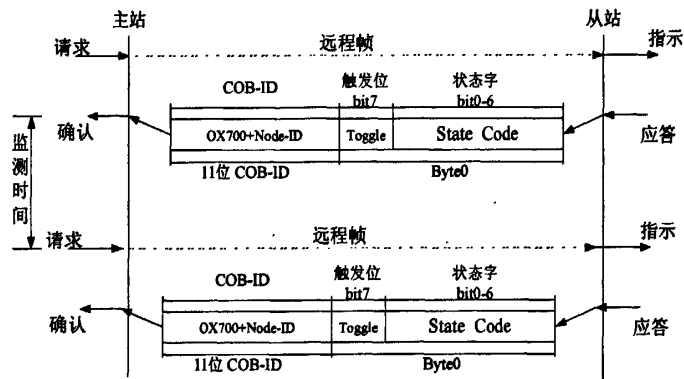 主站
从站
请求
远程帧
指示
COB-ID
触发位
bit7
状态字
bit0-6
确认
OX700+Node-ID
Toggle
State Code
应答
11位 COB-ID
Byte0
监测时间
请求
远程帧
指示
COB-ID
触发位
bit7
状态字
bit0-6
确认
OX700+Node-ID
Toggle
State Code
应答
11位 COB-ID
Byte0